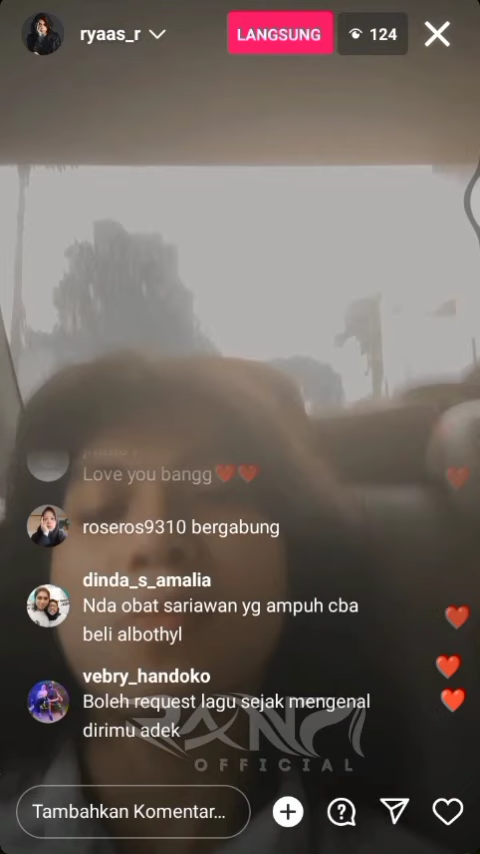 ryaas_r
LANGSUNG
124
Love you bangg❤️❤️
roseros9310 bergabung
dinda_s_amalia
Nda obat sariawan yg ampuh cba
beli albothyl
vebry_handoko
Boleh request lagu sejak mengenal
dirimu adek
OFFICIAL
Tambahkan Komentar...